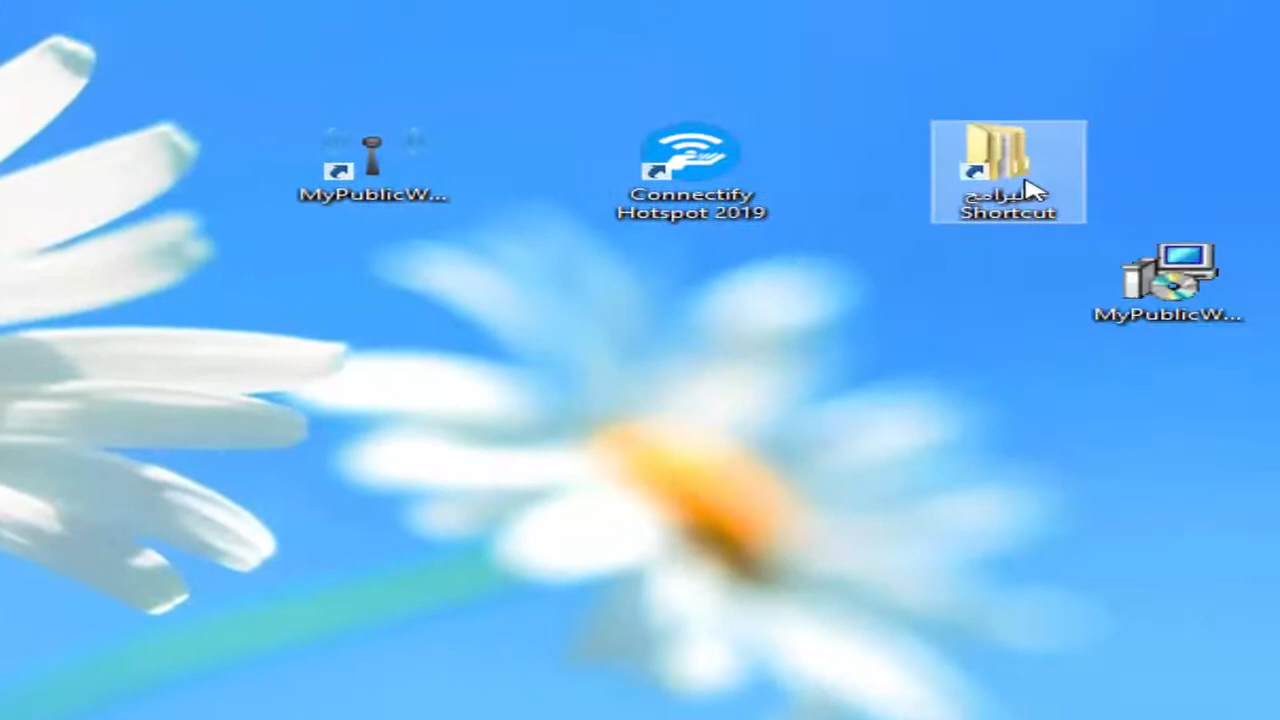 MyPublicW...
Connectify
Hotspot 2019
البرامج
Shortcut
MyPublicW...